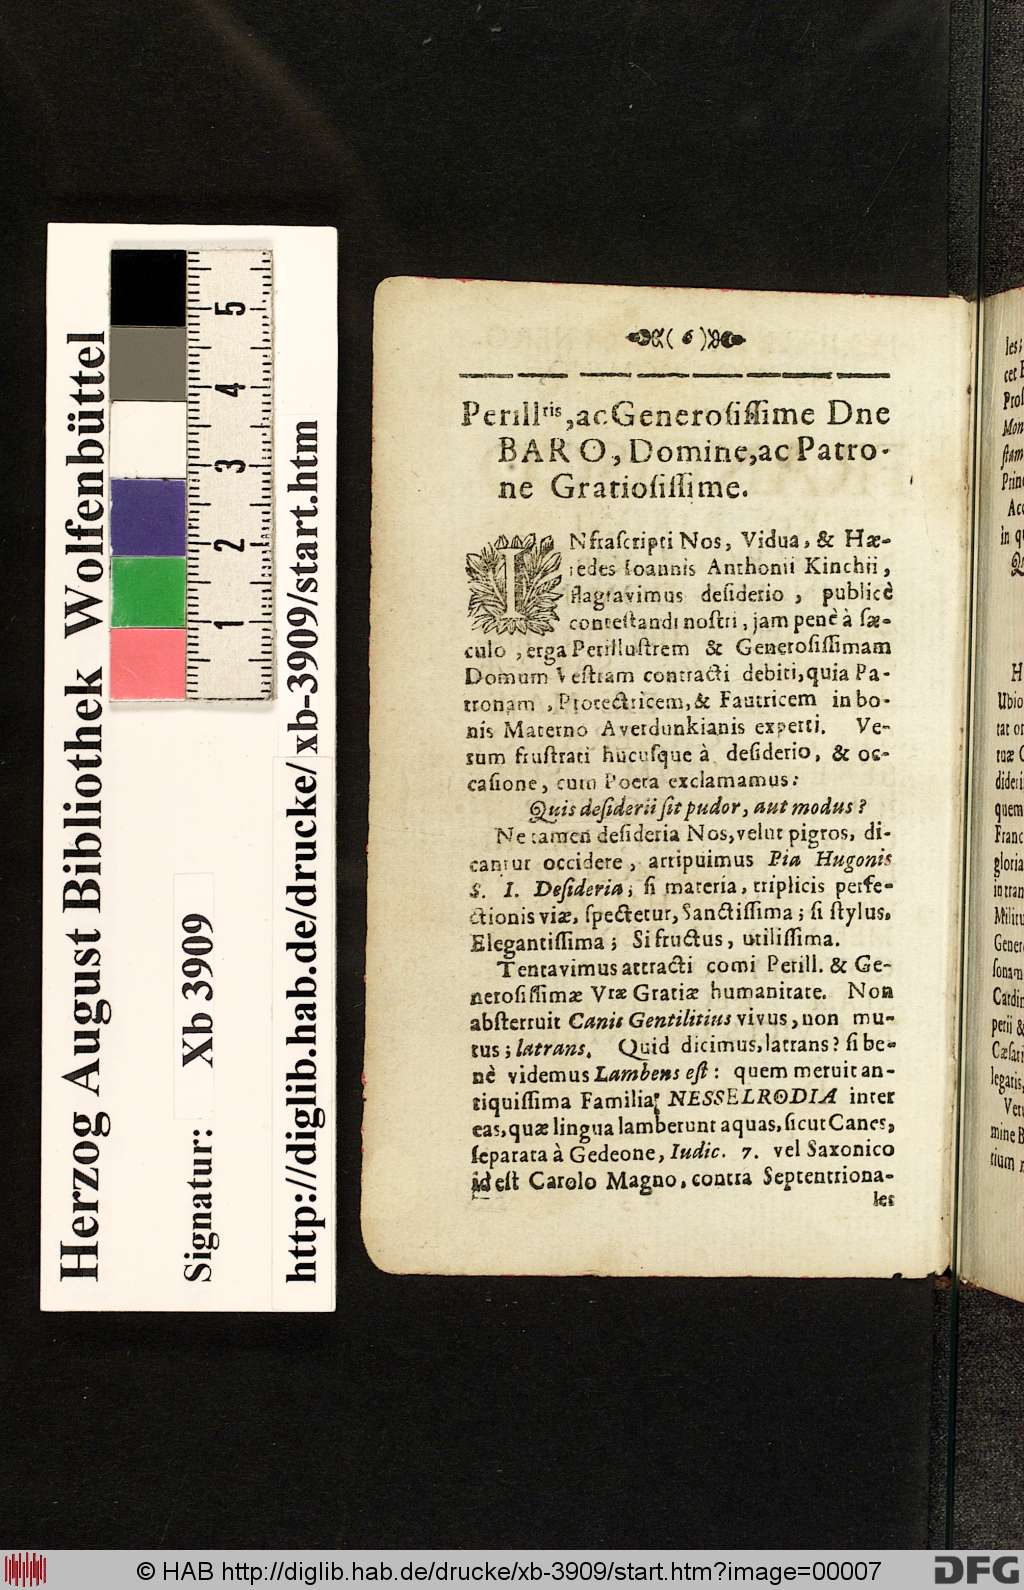 ( 6 )
Perillᵗⁱˢ, ac Generoſiſſime Dne
BARO, Domine, ac Patro-
ne Gratioſiſſime.
INfraſcripti Nos, Vidua, & Hæ-
redes Ioannis Anthonii Kinchii,
flagravimus deſiderio, publicè
conteſtandi noſtri, jam penè à ſæ-
culo, erga Perilluſtrem & Generoſiſſimam
Domum Veſtram contracti debiti, quia Pa-
tronam, Protectricem, & Fautricem in bo-
nis Materno Averdunkianis experti. Ve-
rum fruſtrati hucuſque à deſiderio, & oc-
caſione, cum Poeta exclamamus:
Quis deſiderii ſit pudor, aut modus?
Ne tamen deſideria Nos, velut pigros, di-
cantur occidere, arripuimus Pia Hugonis
S. I. Deſideria; ſi materia, triplicis perfe-
ctionis viæ, ſpectetur, Sanctiſſima; ſi ſtylus,
Elegantiſſima; Si fructus, utiliſſima.
Tentavimus attracti comi Perill. & Ge-
neroſiſſimæ Vræ Gratiæ humanitate. Non
abſterruit Canis Gentilitius vivus, non mu-
tus; latrans. Quid dicimus, latrans? ſi be-
nè videmus Lambens eſt: quem meruit an-
tiquiſſima Familia NESSELRODIA inter
eas, quæ lingua lamberunt aquas, ſicut Canes,
ſeparata à Gedeone, Iudic. 7. vel Saxonico
id eſt Carolo Magno, contra Septentriona-
les
Herzog August Bibliothek Wolfenbüttel
Signatur: Xb 3909
http://diglib.hab.de/drucke/xb-3909/start.htm
1 2 3 4 5
© HAB http://diglib.hab.de/drucke/xb-3909/start.htm?image=00007
DFG